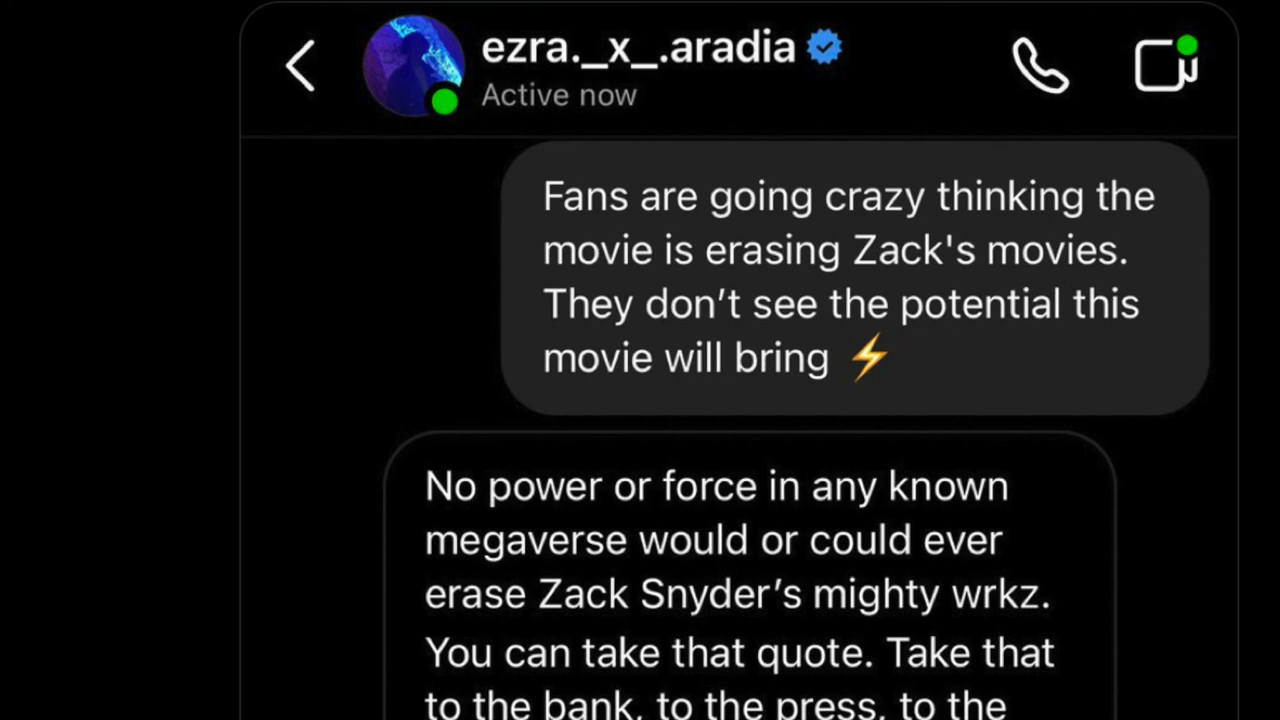 ezra._x_.aradia
Active now
Fans are going crazy thinking the
movie is erasing Zack's movies.
They don’t see the potential this
movie will bring ⚡
No power or force in any known
megaverse would or could ever
erase Zack Snyder’s mighty wrkz.
You can take that quote. Take that
to the bank, to the press, to the